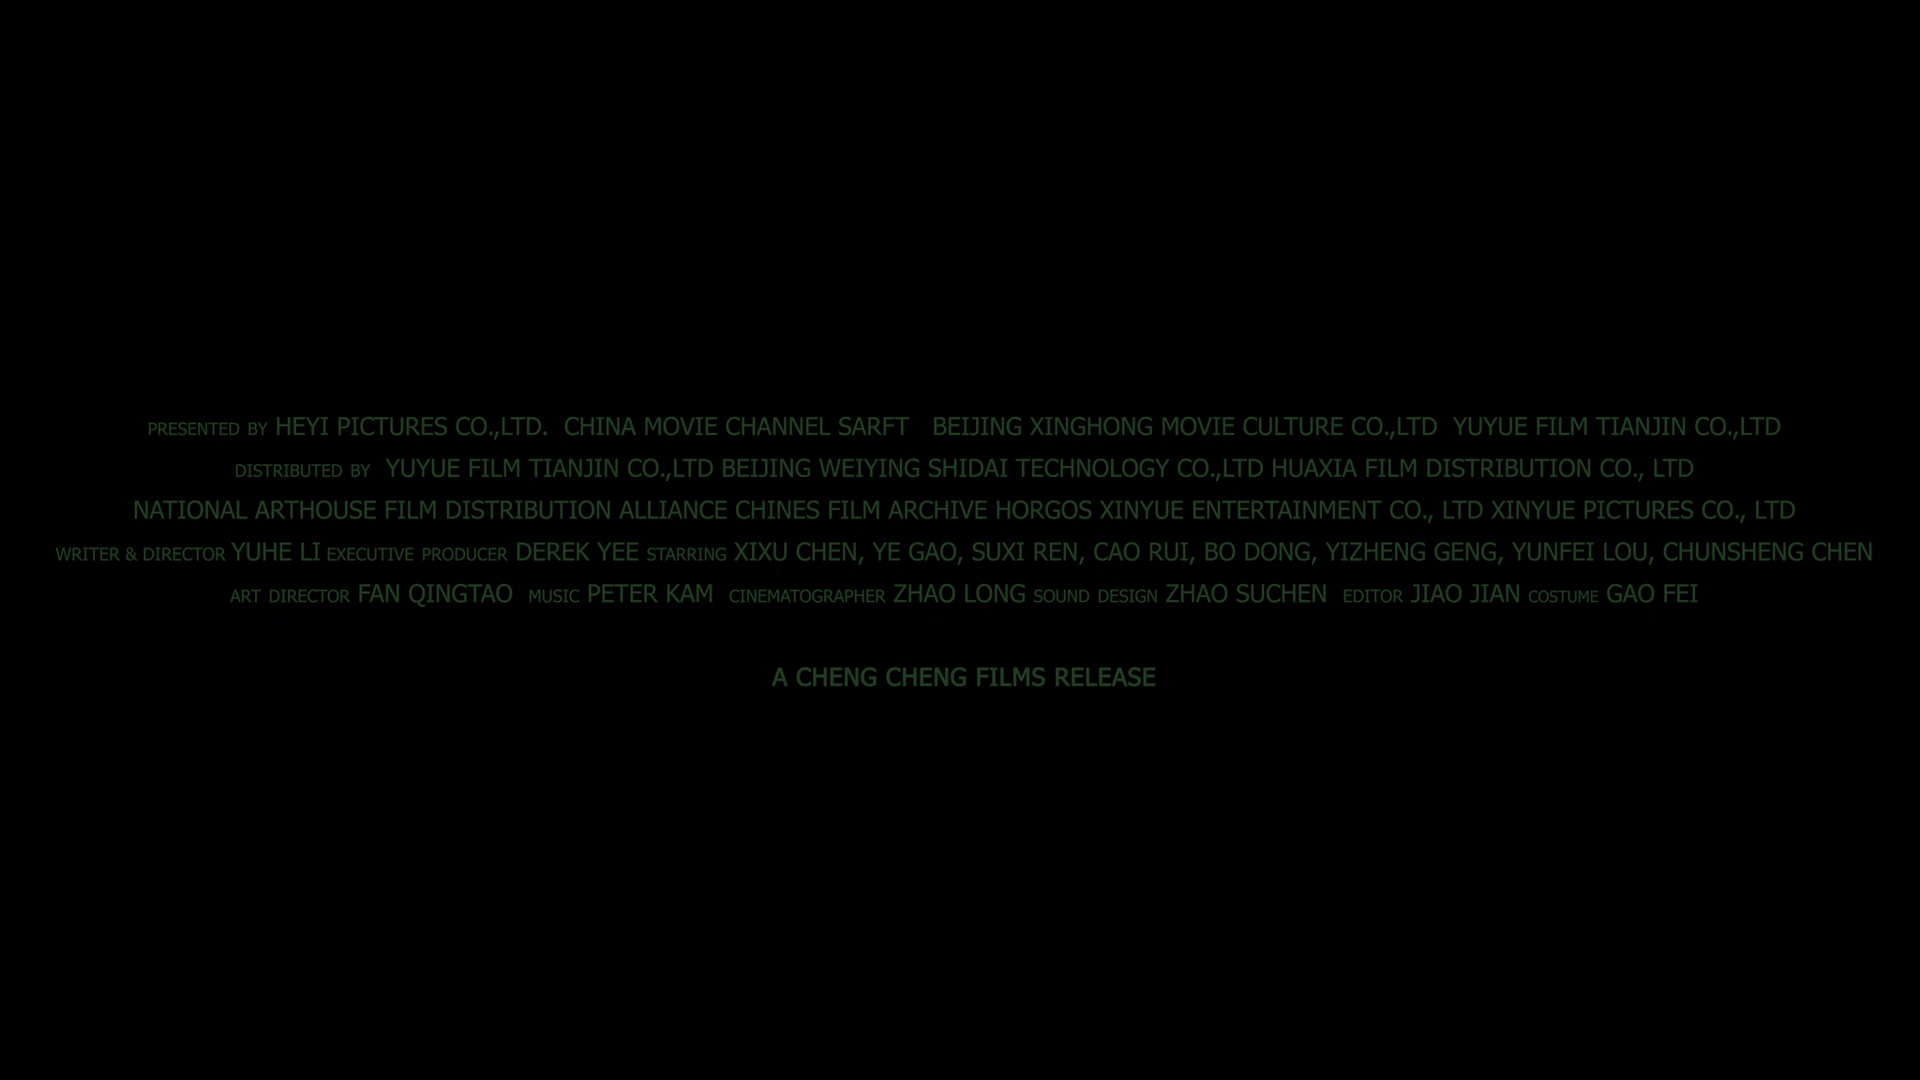 PRESENTED BY HEYI PICTURES CO.,LTD. CHINA MOVIE CHANNEL SARFT BEIJING XINGHONG MOVIE CULTURE CO.,LTD YUYUE FILM TIANJIN CO.,LTD
DISTRIBUTED BY YUYUE FILM TIANJIN CO.,LTD BEIJING WEIYING SHIDAI TECHNOLOGY CO.,LTD HUAXIA FILM DISTRIBUTION CO., LTD
NATIONAL ARTHOUSE FILM DISTRIBUTION ALLIANCE CHINES FILM ARCHIVE HORGOS XINYUE ENTERTAINMENT CO., LTD XINYUE PICTURES CO., LTD
WRITER & DIRECTOR YUHE LI EXECUTIVE PRODUCER DEREK YEE STARRING XIXU CHEN, YE GAO, SUXI REN, CAO RUI, BO DONG, YIZHENG GENG, YUNFEI LOU, CHUNSHENG CHEN
ART DIRECTOR FAN QINGTAO MUSIC PETER KAM CINEMATOGRAPHER ZHAO LONG SOUND DESIGN ZHAO SUCHEN EDITOR JIAO JIAN COSTUME GAO FEI
A CHENG CHENG FILMS RELEASE